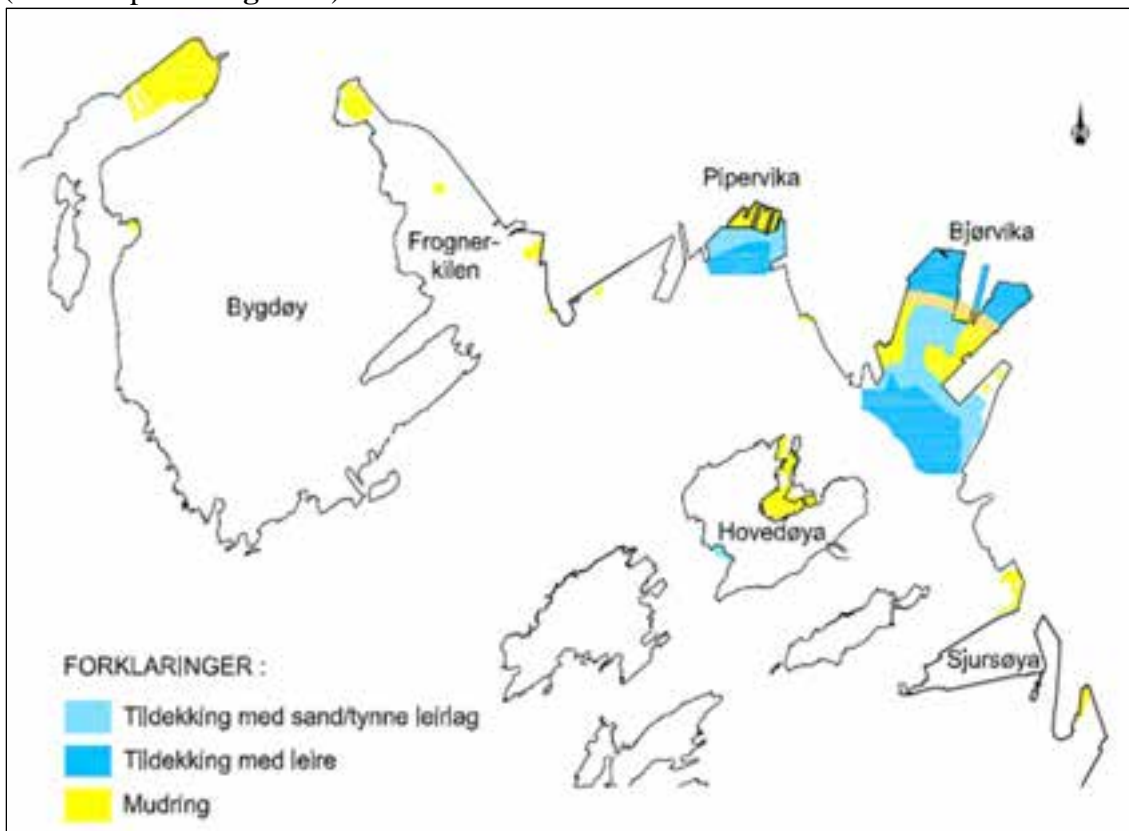 Pipervika
Bjørvika
Frogner-
kilen
Bygdøy
Hovedøya
Sjursøya
FORKLARINGER :
Tildekking med sand/tynne leirlag
Tildekking med leire
Mudring